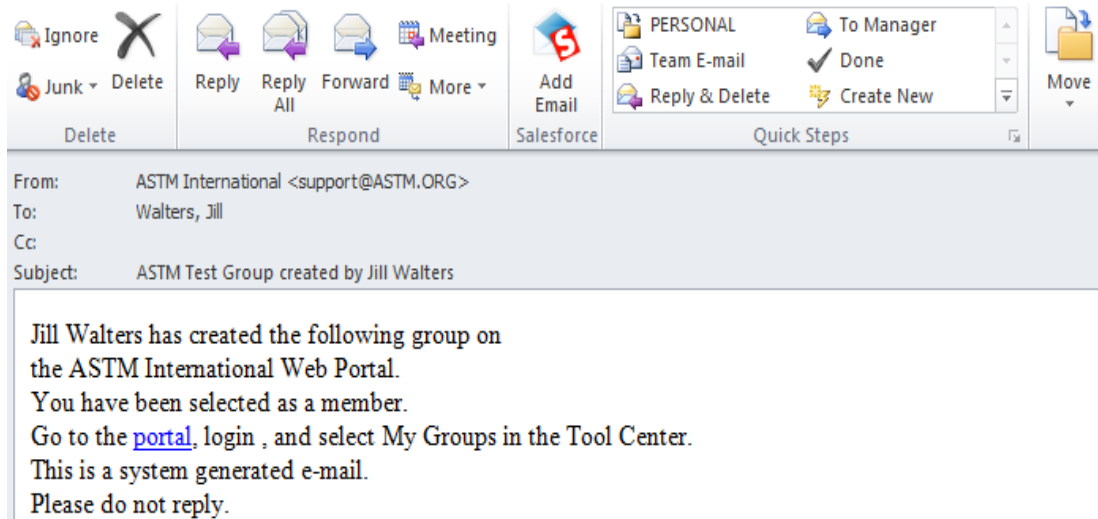 Ignore
Junk
Delete
Reply
Reply All
Forward
Meeting
More
Add Email
PERSONAL
To Manager
Team E-mail
Done
Reply & Delete
Create New
Move
Delete
Respond
Salesforce
Quick Steps
From: ASTM International <support@ASTM.ORG>
To: Walters, Jill
Cc:
Subject: ASTM Test Group created by Jill Walters
Jill Walters has created the following group on
the ASTM International Web Portal.
You have been selected as a member.
Go to the portal, login , and select My Groups in the Tool Center.
This is a system generated e-mail.
Please do not reply.